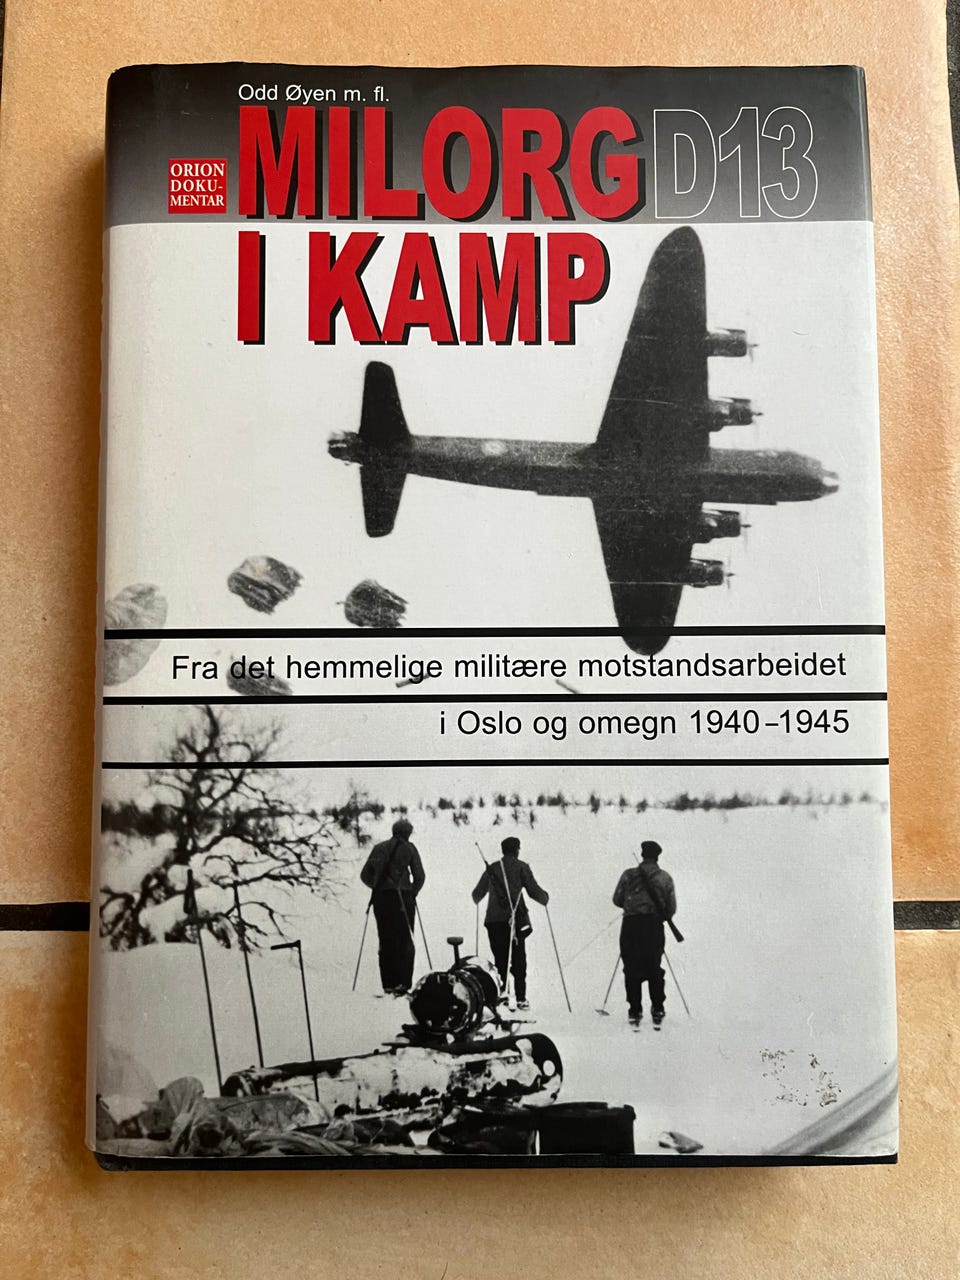 Odd Øyen m. fl.
MILORG D13
ORION
DOKU-
MENTAR
I KAMP
Fra det hemmelige militære motstandsarbeidet
i Oslo og omegn 1940–1945